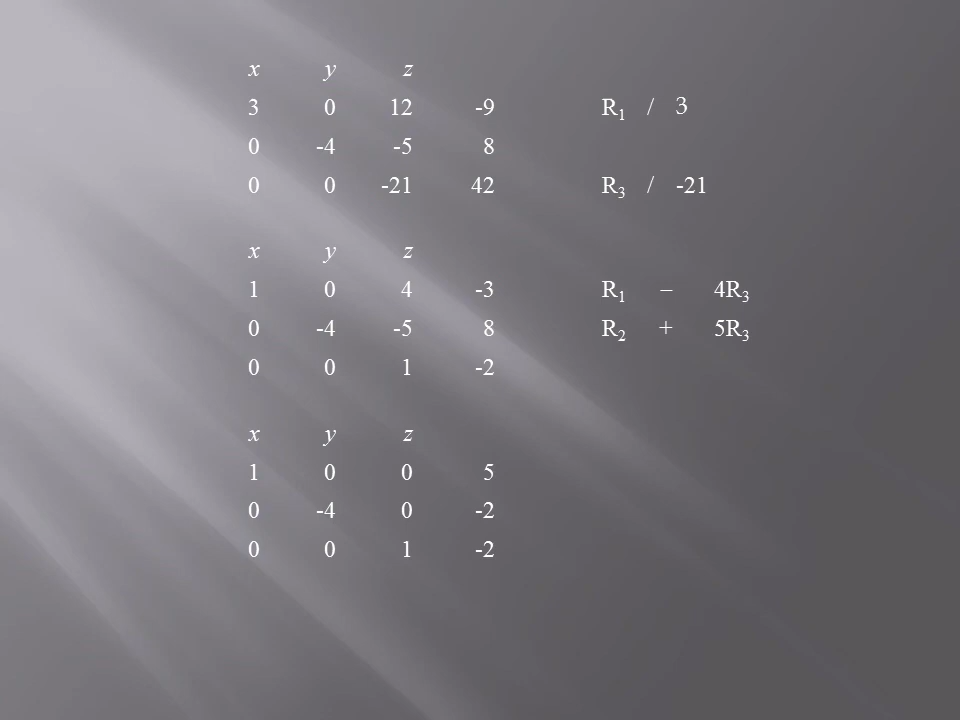 x y z
3 0 12 -9 R1 / 3
0 -4 -5 8
0 0 -21 42 R3 / -21
x y z
1 0 4 -3 R1 – 4R3
0 -4 -5 8 R2 + 5R3
0 0 1 -2
x y z
1 0 0 5
0 -4 0 -2
0 0 1 -2